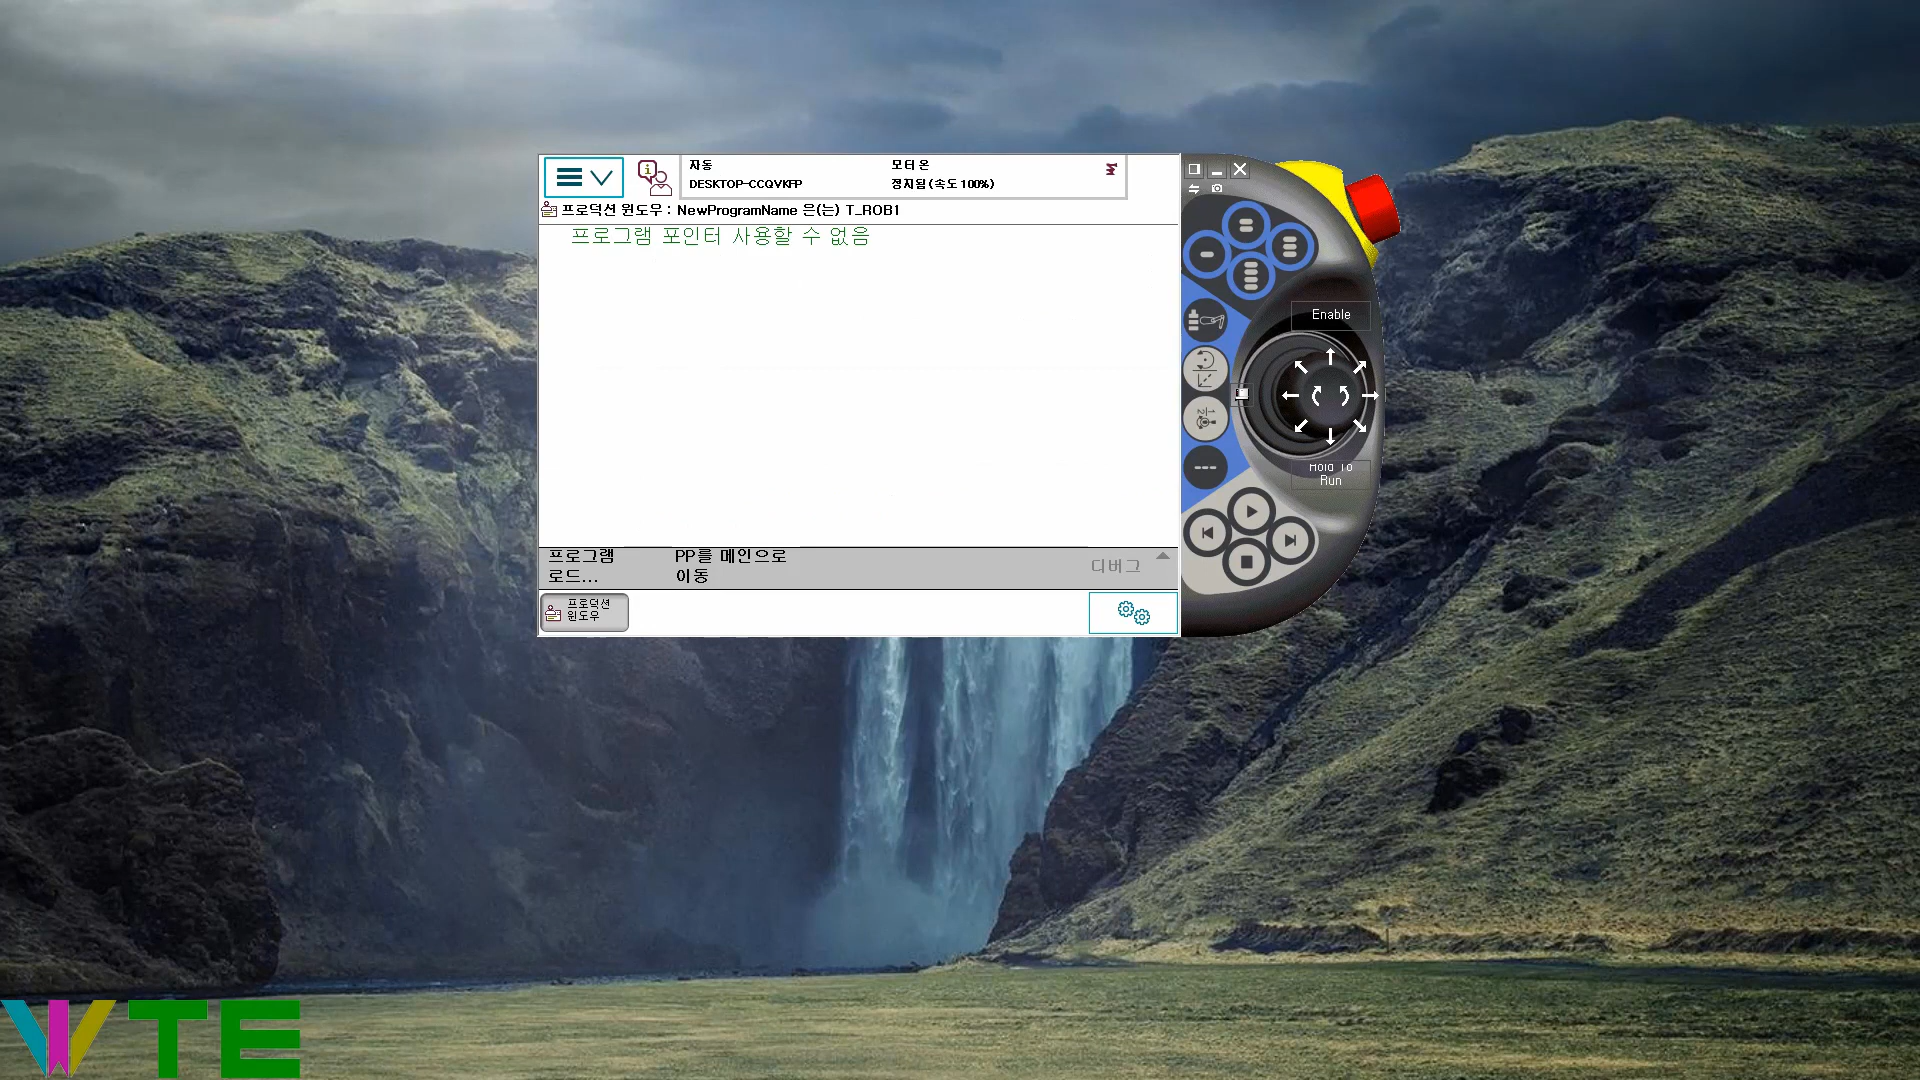 자동
모터 온
DESKTOP-CCQVKFP
정지됨 (속도 100%)
프로덕션 윈도우 : NewProgramName 은(는) T_ROB1
프로그램 포인터 사용할 수 없음
Enable
Hold To
Run
프로그램
로드...
PP를 메인으로
이동
디버그
프로덕션
윈도우
WTE